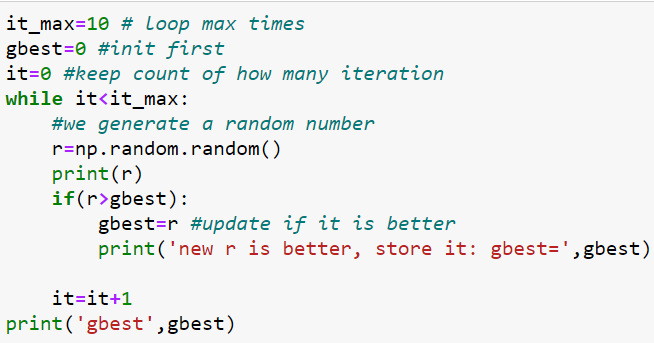 it_max=10 # loop max times
gbest=0 #init first
it=0 #keep count of how many iteration
while it<it_max:
    #we generate a random number
    r=np.random.random()
    print(r)
    if(r>gbest):
        gbest=r #update if it is better
        print('new r is better, store it: gbest=',gbest)

    it=it+1
print('gbest',gbest)